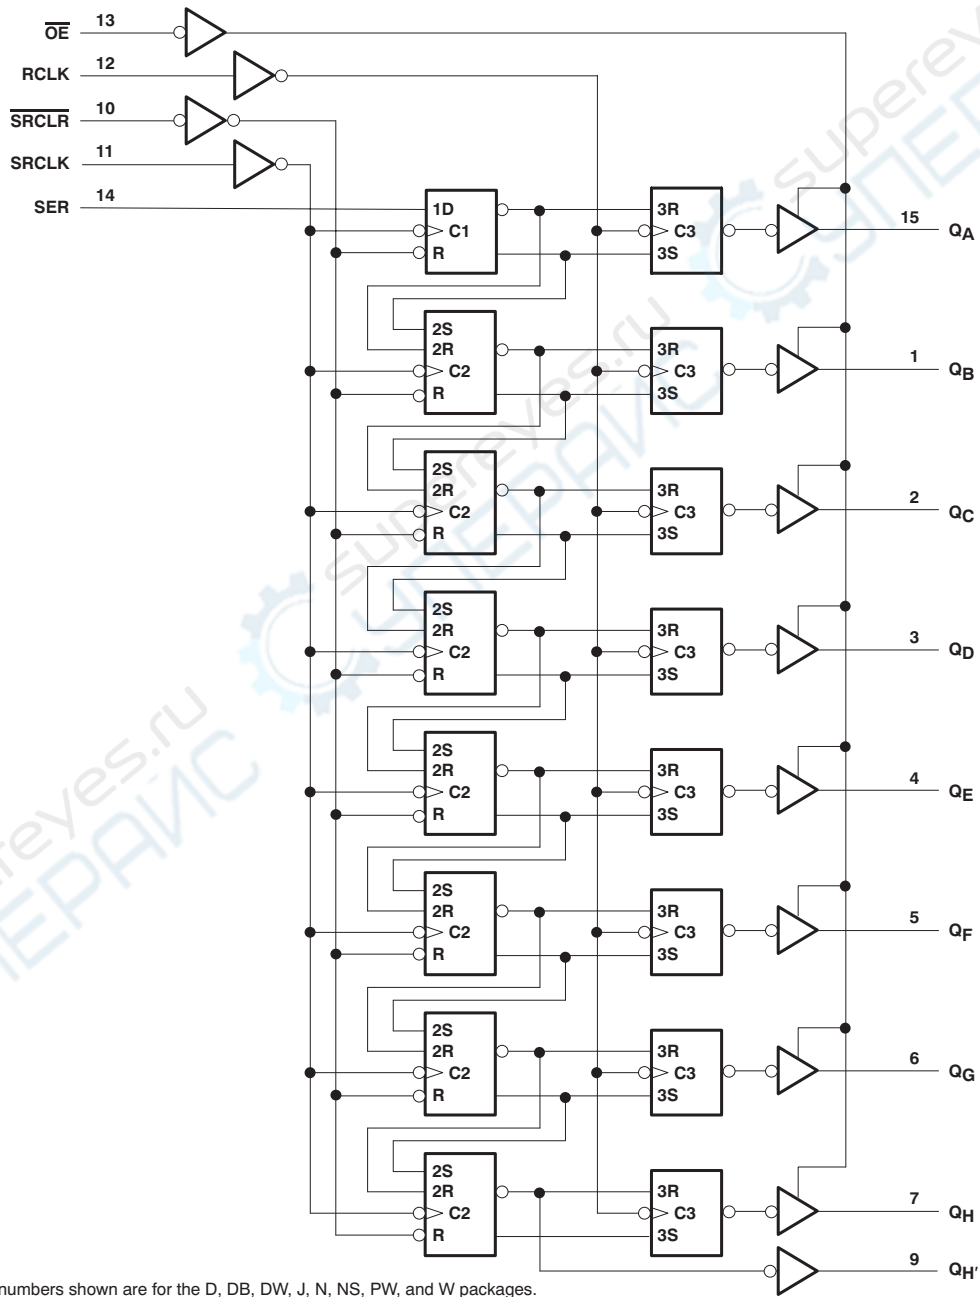 OE 13
RCLK 12
SRCLR 10
SRCLK 11
SER 14
1D
C1
R
3R
C3
3S
15 QA
2S
2R
C2
R
3R
C3
3S
1 QB
2S
2R
C2
R
3R
C3
3S
2 QC
2S
2R
C2
R
3R
C3
3S
3 QD
2S
2R
C2
R
3R
C3
3S
4 QE
2S
2R
C2
R
3R
C3
3S
5 QF
2S
2R
C2
R
3R
C3
3S
6 QG
2S
2R
C2
R
3R
C3
3S
7 QH
9 QH'
numbers shown are for the D, DB, DW, J, N, NS, PW, and W packages.
supereyes.ru
СУПЕРАЙС